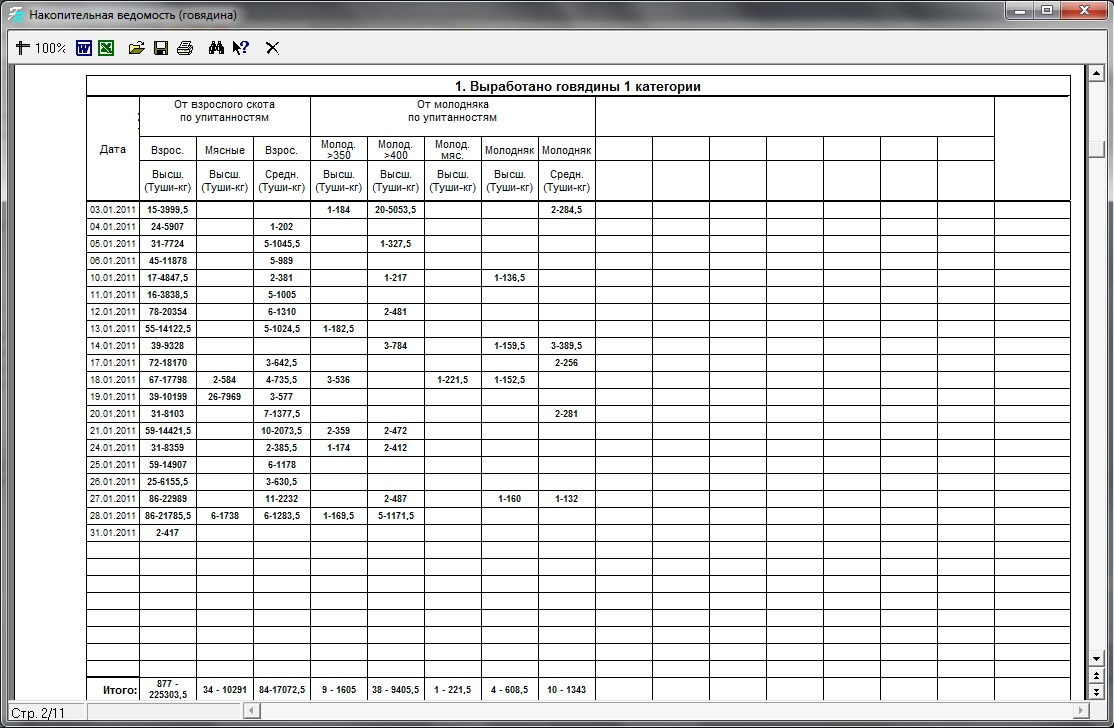 Накопительная ведомость (говядина)
100%
1. Выработано говядины 1 категории
От взрослого скота по упитанностям От молодняка по упитанностям
Дата Взрос. Мясные Взрос. Молод. >350 Молод. >400 Молод. мяс. Молодняк Молодняк
Высш. (Туши-кг) Высш. (Туши-кг) Средн. (Туши-кг) Высш. (Туши-кг) Высш. (Туши-кг) Высш. (Туши-кг) Высш. (Туши-кг) Средн. (Туши-кг)
03.01.2011 15-3999,5 1-184 20-5053,5 2-284,5
04.01.2011 24-5907 1-202
05.01.2011 31-7724 5-1045,5 1-327,5
06.01.2011 45-11878 5-989
10.01.2011 17-4847,5 2-381 1-217 1-136,5
11.01.2011 16-3838,5 5-1005
12.01.2011 78-20354 6-1310 2-481
13.01.2011 55-14122,5 5-1024,5 1-182,5
14.01.2011 39-9328 3-784 1-159,5 3-389,5
17.01.2011 72-18170 3-642,5 2-256
18.01.2011 67-17798 2-584 4-735,5 3-536 1-221,5 1-152,5
19.01.2011 39-10199 26-7969 3-577
20.01.2011 31-8103 7-1377,5 2-281
21.01.2011 59-14421,5 10-2073,5 2-359 2-472
24.01.2011 31-8359 2-385,5 1-174 2-412
25.01.2011 59-14907 6-1178
26.01.2011 25-6155,5 3-630,5
27.01.2011 86-22989 11-2232 2-487 1-160 1-132
28.01.2011 86-21785,5 6-1738 6-1283,5 1-169,5 5-1171,5
31.01.2011 2-417
Итого: 877 - 225303,5 34 - 10291 84-17072,5 9 - 1605 38 - 9405,5 1 - 221,5 4 - 608,5 10 - 1343
Стр. 2/11